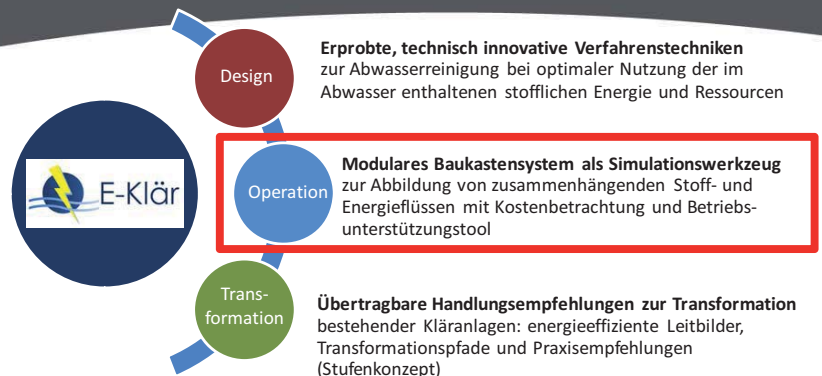 Design
Erprobte, technisch innovative Verfahrenstechniken
zur Abwasserreinigung bei optimaler Nutzung der im
Abwasser enthaltenen stofflichen Energie und Ressourcen
E-Klär
Operation
Modulares Baukastensystem als Simulationswerkzeug
zur Abbildung von zusammenhängenden Stoff- und
Energieflüssen mit Kostenbetrachtung und Betriebs-
unterstützungstool
Trans-
formation
Übertragbare Handlungsempfehlungen zur Transformation
bestehender Kläranlagen: energieeffiziente Leitbilder,
Transformationspfade und Praxisempfehlungen
(Stufenkonzept)